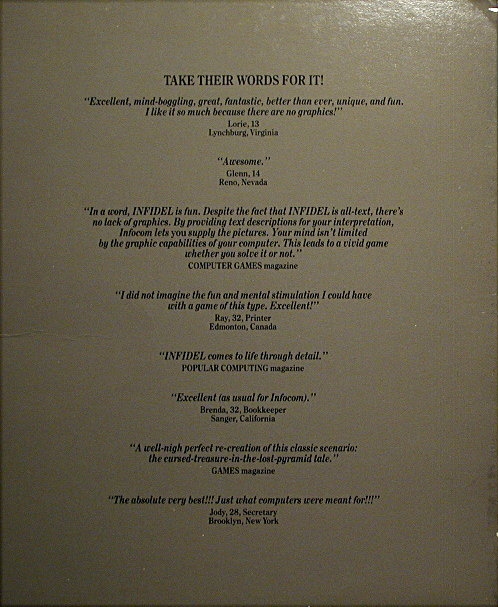 TAKE THEIR WORDS FOR IT!
"Excellent, mind-boggling, great, fantastic, better than ever, unique, and fun.
I like it so much because there are no graphics!"
Lorie, 13
Lynchburg, Virginia
"Awesome."
Glenn, 14
Reno, Nevada
"In a word, INFIDEL is fun. Despite the fact that INFIDEL is all-text, there's
no lack of graphics. By providing text descriptions for your interpretation,
Infocom lets you supply the pictures. Your mind isn't limited
by the graphic capabilities of your computer. This leads to a vivid game
whether you solve it or not."
COMPUTER GAMES magazine
"I did not imagine the fun and mental stimulation I could have
with a game of this type. Excellent!"
Ray, 32, Printer
Edmonton, Canada
"INFIDEL comes to life through detail."
POPULAR COMPUTING magazine
"Excellent (as usual for Infocom)."
Brenda, 32, Bookkeeper
Sanger, California
"A well-nigh perfect re-creation of this classic scenario:
the cursed-treasure-in-the-lost-pyramid tale."
GAMES magazine
"The absolute very best!!! Just what computers were meant for!!!"
Jody, 28, Secretary
Brooklyn, New York